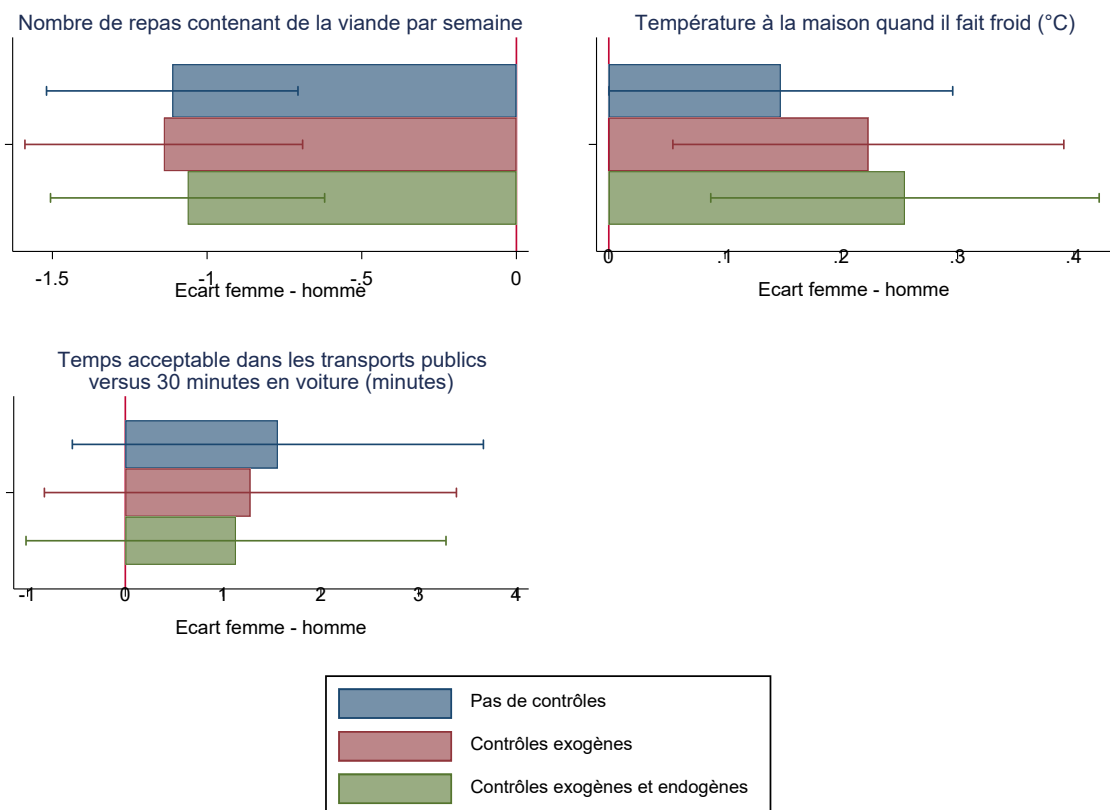 Nombre de repas contenant de la viande par semaine
-1.5 -1 -.5 0
Ecart femme - homme
Température à la maison quand il fait froid (°C)
0 .1 .2 .3 .4
Ecart femme - homme
Temps acceptable dans les transports publics
versus 30 minutes en voiture (minutes)
-1 0 1 2 3 4
Ecart femme - homme
Pas de contrôles
Contrôles exogènes
Contrôles exogènes et endogènes